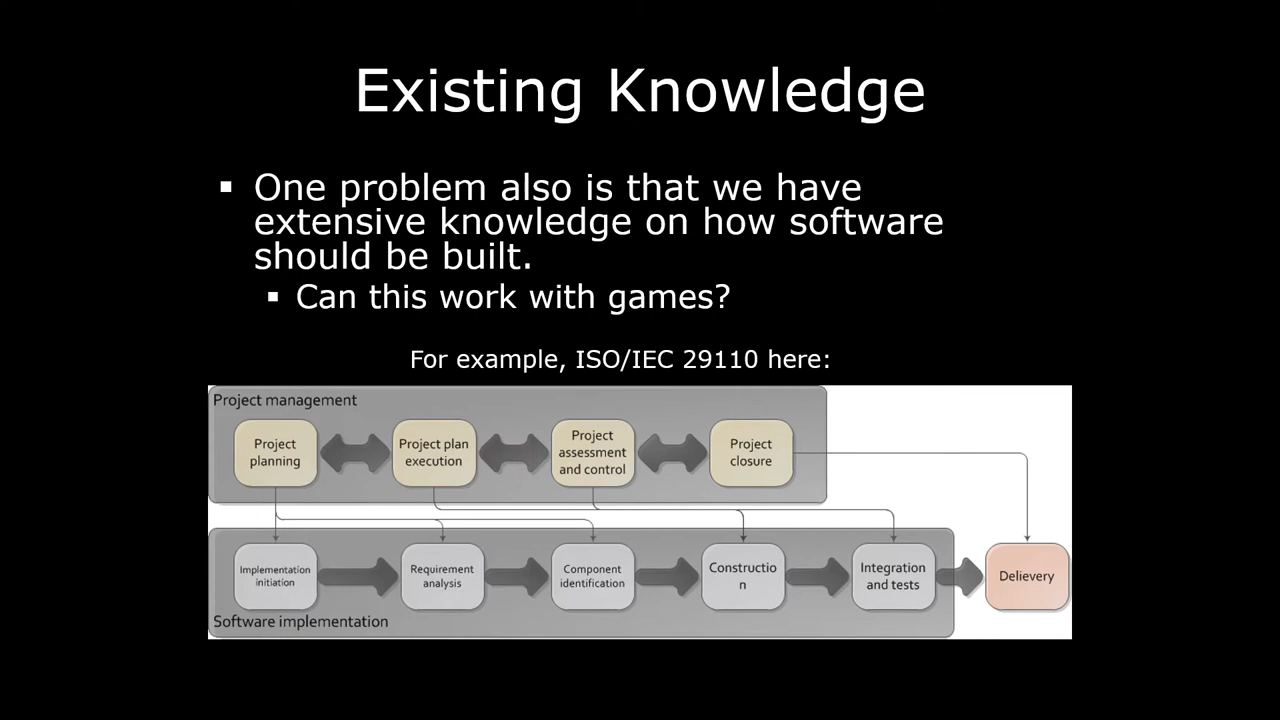 Existing Knowledge
▪ One problem also is that we have
extensive knowledge on how software
should be built.
▪ Can this work with games?
For example, ISO/IEC 29110 here:
Project management
Project
planning
Project plan
execution
Project
assessment
and control
Project
closure
Implementation
initiation
Requirement
analysis
Component
identification
Constructio
n
Integration
and tests
Delievery
Software implementation